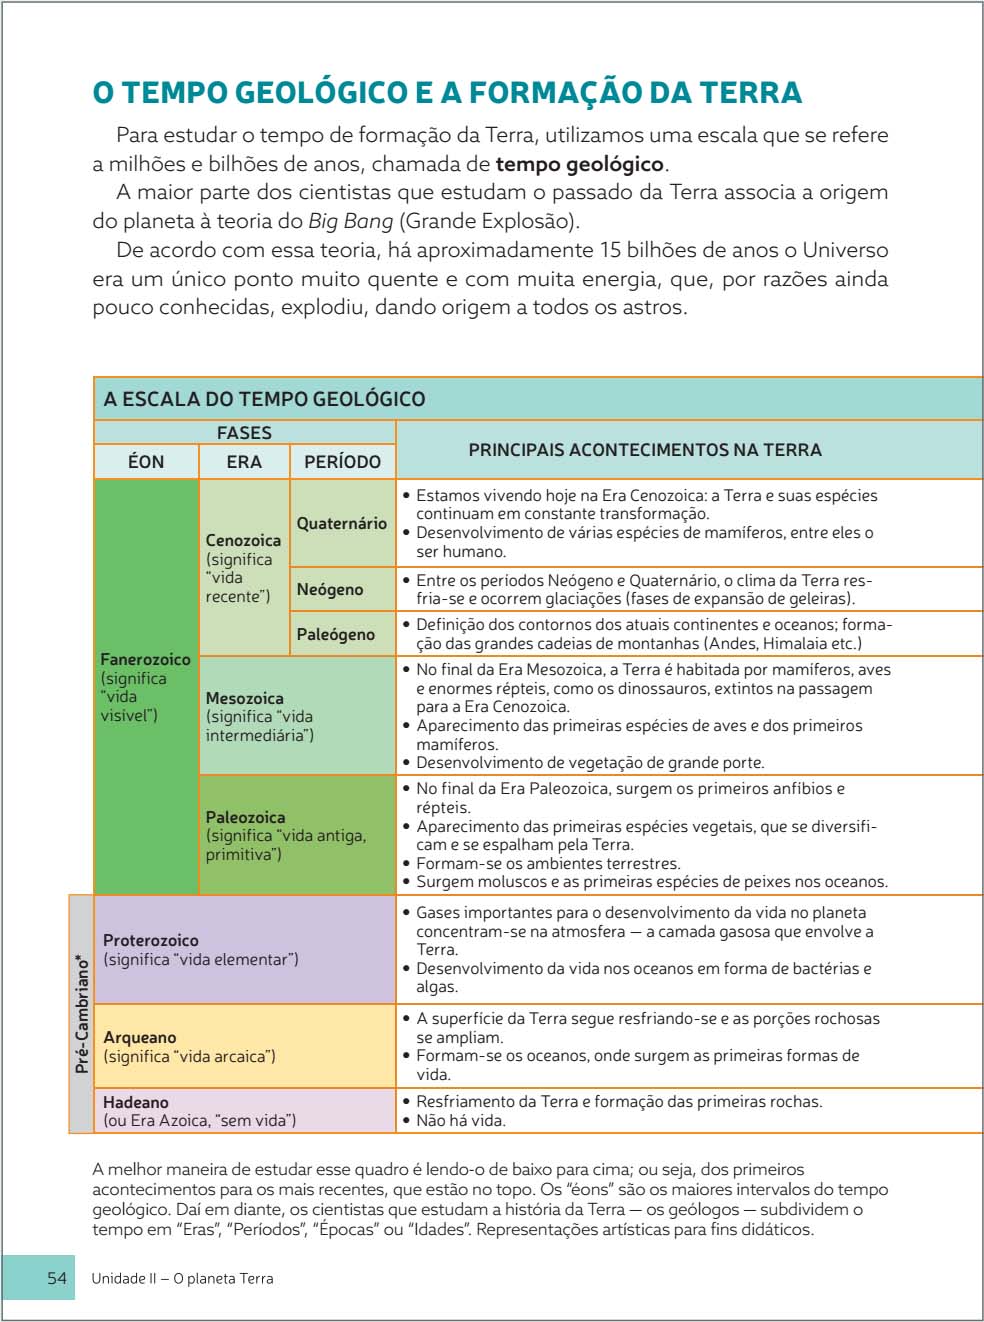 O TEMPO GEOLÓGICO E A FORMAÇÃO DA TERRA
Para estudar o tempo de formação da Terra, utilizamos uma escala que se refere
a milhões e bilhões de anos, chamada de tempo geológico.
A maior parte dos cientistas que estudam o passado da Terra associa a origem
do planeta à teoria do Big Bang (Grande Explosão).
De acordo com essa teoria, há aproximadamente 15 bilhões de anos o Universo
era um único ponto muito quente e com muita energia, que, por razões ainda
pouco conhecidas, explodiu, dando origem a todos os astros.
A ESCALA DO TEMPO GEOLÓGICO
FASES
PRINCIPAIS ACONTECIMENTOS NA TERRA
ÉON
ERA
PERÍODO
Fanerozoico
(significa
“vida
visível”)
Cenozoica
(significa
“vida
recente”)
Quaternário
• Estamos vivendo hoje na Era Cenozoica: a Terra e suas espécies
continuam em constante transformação.
• Desenvolvimento de várias espécies de mamíferos, entre eles o
ser humano.
Neógeno
• Entre os períodos Neógeno e Quaternário, o clima da Terra res-
fria-se e ocorrem glaciações (fases de expansão de geleiras).
Paleógeno
• Definição dos contornos dos atuais continentes e oceanos; forma-
ção das grandes cadeias de montanhas (Andes, Himalaia etc.)
Mesozoica
(significa “vida
intermediária”)
• No final da Era Mesozoica, a Terra é habitada por mamíferos, aves
e enormes répteis, como os dinossauros, extintos na passagem
para a Era Cenozoica.
• Aparecimento das primeiras espécies de aves e dos primeiros
mamíferos.
• Desenvolvimento de vegetação de grande porte.
Paleozoica
(significa “vida antiga,
primitiva”)
• No final da Era Paleozoica, surgem os primeiros anfíbios e
répteis.
• Aparecimento das primeiras espécies vegetais, que se diversifi-
cam e se espalham pela Terra.
• Formam-se os ambientes terrestres.
• Surgem moluscos e as primeiras espécies de peixes nos oceanos.
Pré-Cambriano*
Proterozoico
(significa “vida elementar”)
• Gases importantes para o desenvolvimento da vida no planeta
concentram-se na atmosfera — a camada gasosa que envolve a
Terra.
• Desenvolvimento da vida nos oceanos em forma de bactérias e
algas.
Arqueano
(significa “vida arcaica”)
• A superfície da Terra segue resfriando-se e as porções rochosas
se ampliam.
• Formam-se os oceanos, onde surgem as primeiras formas de
vida.
Hadeano
(ou Era Azoica, “sem vida”)
• Resfriamento da Terra e formação das primeiras rochas.
• Não há vida.
A melhor maneira de estudar esse quadro é lendo-o de baixo para cima; ou seja, dos primeiros
acontecimentos para os mais recentes, que estão no topo. Os “éons” são os maiores intervalos do tempo
geológico. Daí em diante, os cientistas que estudam a história da Terra — os geólogos — subdividem o
tempo em “Eras”, “Períodos”, “Épocas” ou “Idades”. Representações artísticas para fins didáticos.
54
Unidade II – O planeta Terra